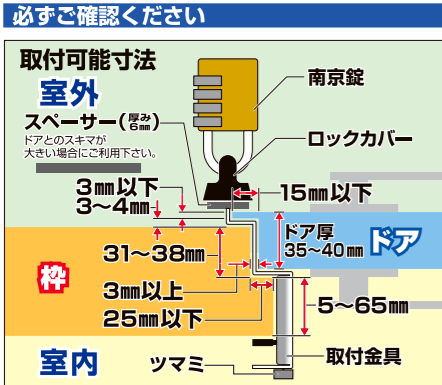 必ずご確認ください
取付可能寸法
室外
南京錠
スペーサー(厚み6mm)
ドアとのスキマが
大きい場合にご利用下さい。
ロックカバー
3mm以下
15mm以下
3〜4mm
ドア厚
35〜40mm
ドア
31〜38mm
枠
3mm以上
5〜65mm
25mm以下
室内
ツマミ
取付金具